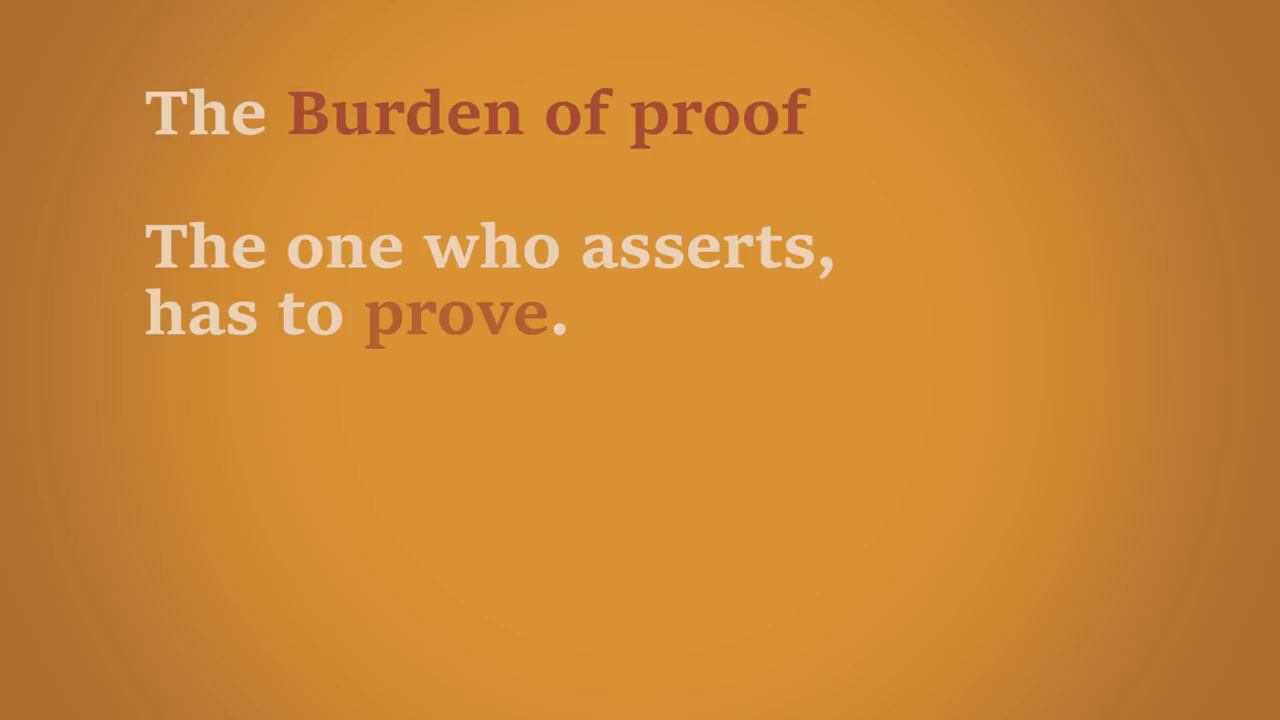 The Burden of proof
The one who asserts,
has to prove.